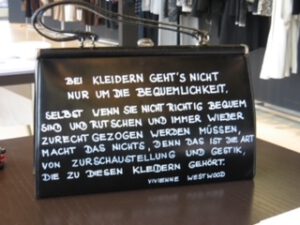 BEI KLEIDERN GEHT'S NICHT
NUR UM DIE BEQUEMLICHKEIT.
SELBST WENN SIE NICHT RICHTIG BEQUEM
SIND UND RUTSCHEN UND IMMER WIEDER
ZURECHT GEZOGEN WERDEN MÜSSEN,
MACHT DAS NICHTS, DENN DAS IST DIE ART
VON ZURSCHAUSTELLUNG UND GESTIK,
DIE ZU DIESEN KLEIDERN GEHÖRT.
VIVIENNE WESTWOOD